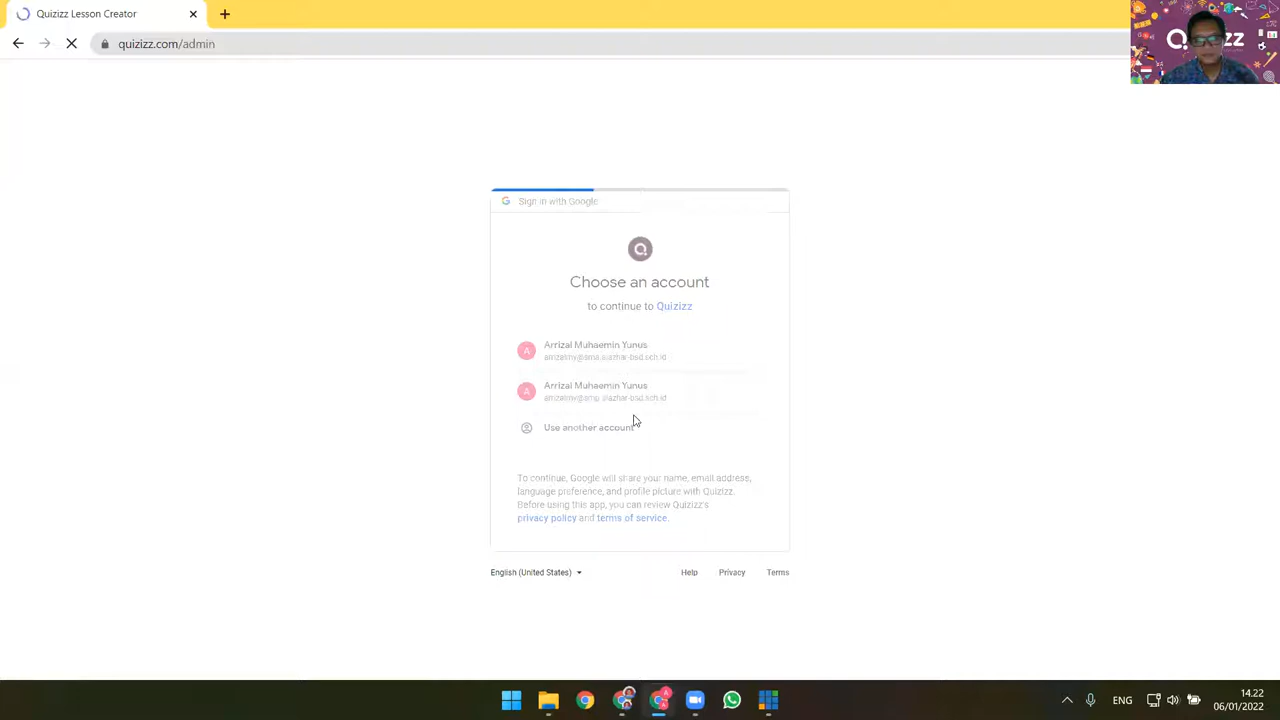 Quizizz Lesson Creator
quizizz.com/admin
Sign in with Google
Choose an account
to continue to Quizizz
A
Arrizal Muhaemin Yunus
A
Arrizal Muhaemin Yunus
Use another account
To continue, Google will share your name, email address,
language preference, and profile picture with Quizizz.
Before using this app, you can review Quizizz's
privacy policy and terms of service.
English (United States)
Help
Privacy
Terms
ENG
14.22
06/01/2022